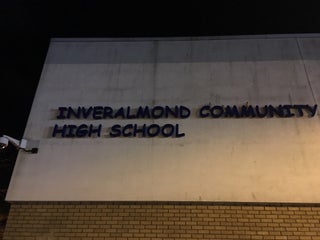 INVERALMOND COMMUNITY
HIGH SCHOOL